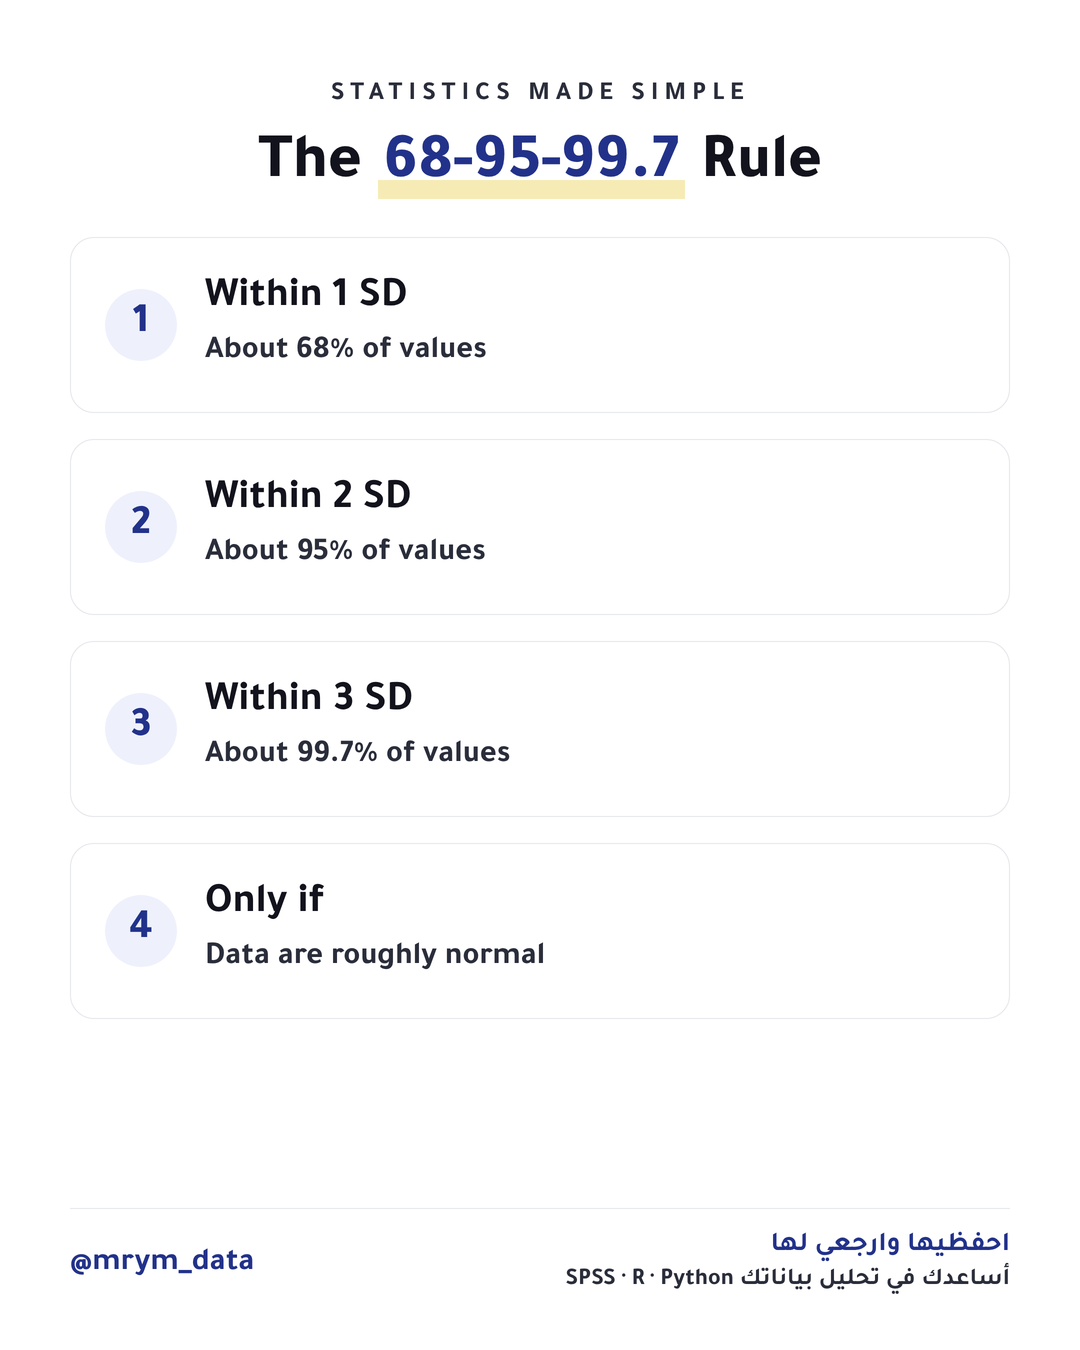 STATISTICS MADE SIMPLE
The 68-95-99.7 Rule
1
Within 1 SD
About 68% of values
2
Within 2 SD
About 95% of values
3
Within 3 SD
About 99.7% of values
4
Only if
Data are roughly normal
@mrym_data
احفظيها وارجعي لها
أساعدك في تحليل بياناتك SPSS · R · Python